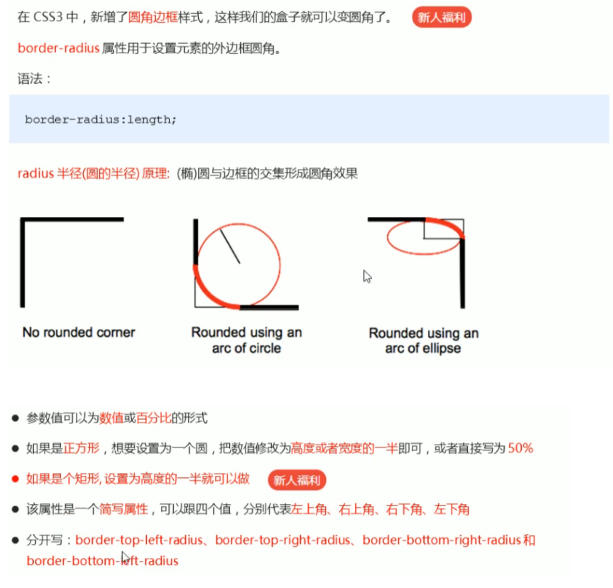 在 CSS3 中，新增了圆角边框样式，这样我们的盒子就可以变圆角了。 新人福利
border-radius 属性用于设置元素的外边框圆角。
语法：
border-radius:length;
radius 半径(圆的半径) 原理: (椭)圆与边框的交集形成圆角效果
No rounded corner
Rounded using an
arc of circle
Rounded using an
arc of ellipse
● 参数值可以为数值或百分比的形式
● 如果是正方形，想要设置为一个圆，把数值修改为高度或者宽度的一半即可，或者直接写为 50%
● 如果是个矩形, 设置为高度的一半就可以做 新人福利
● 该属性是一个简写属性，可以跟四个值，分别代表左上角、右上角、右下角、左下角
● 分开写：border-top-left-radius、border-top-right-radius、border-bottom-right-radius 和
border-bottom-left-radius